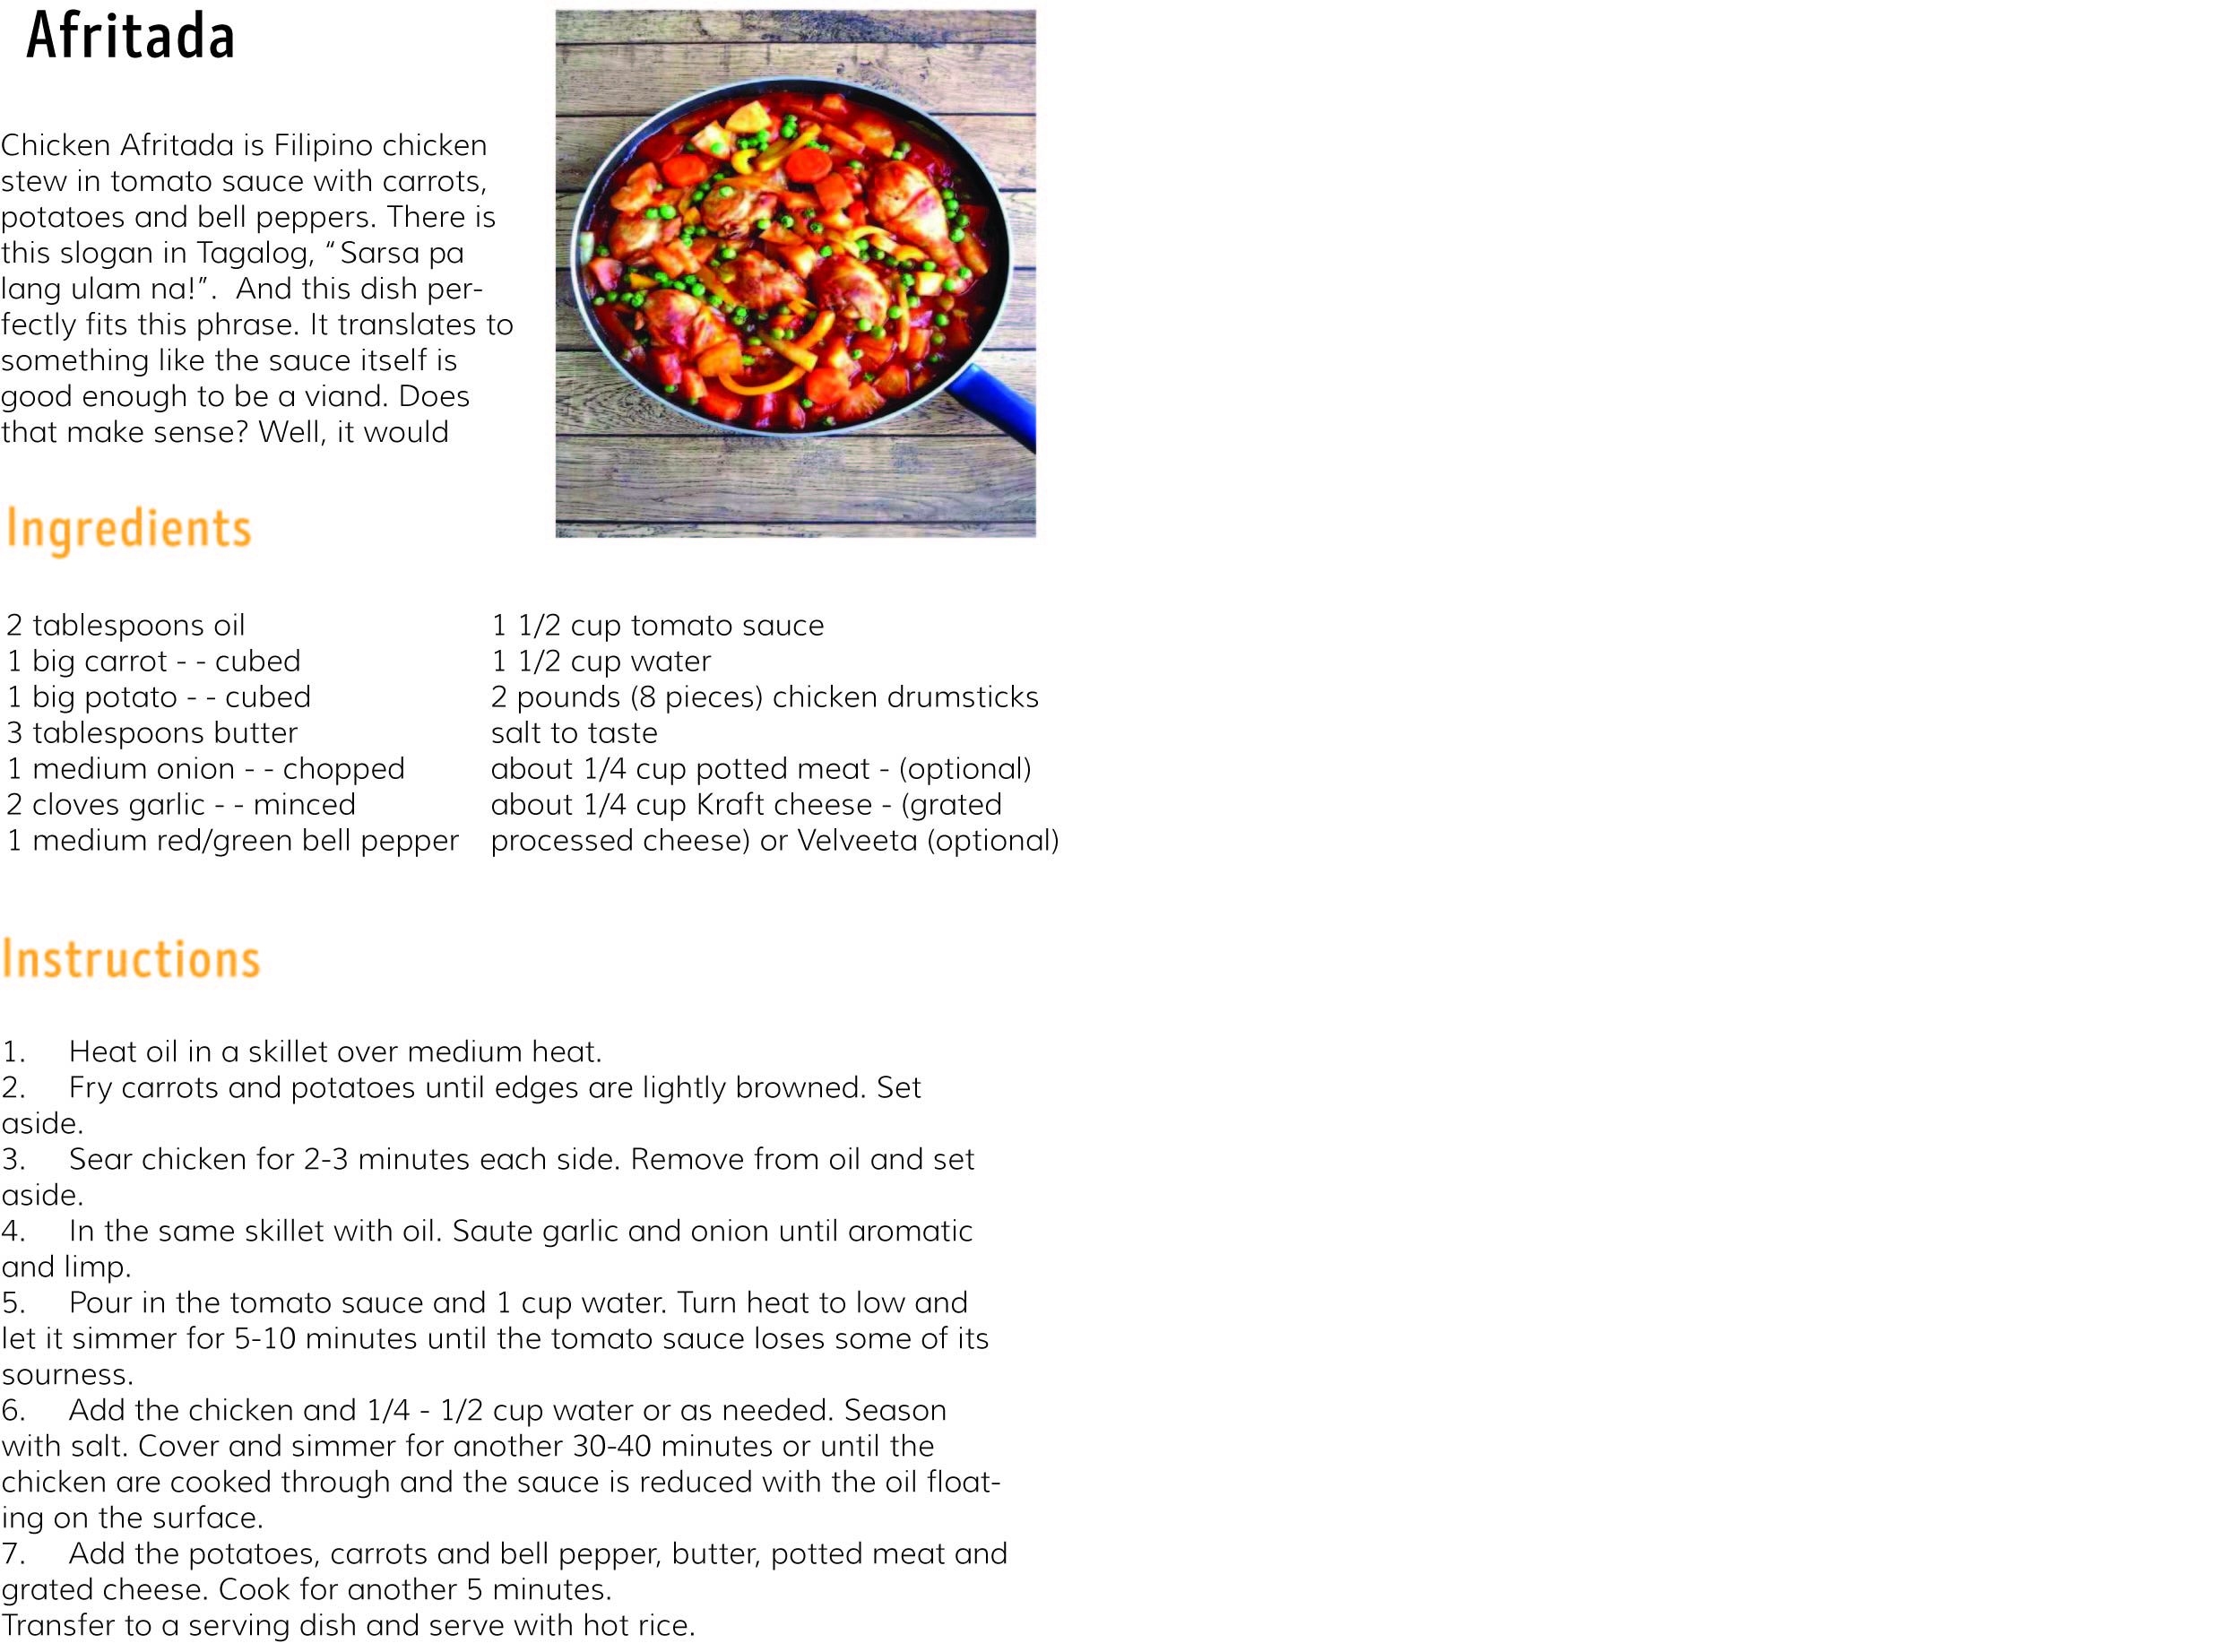 Afritada
Chicken Afritada is Filipino chicken
stew in tomato sauce with carrots,
potatoes and bell peppers. There is
this slogan in Tagalog, “Sarsa pa
lang ulam na!”.  And this dish per-
fectly fits this phrase. It translates to
something like the sauce itself is
good enough to be a viand. Does
that make sense? Well, it would
Ingredients
2 tablespoons oil
1 big carrot - - cubed
1 big potato - - cubed
3 tablespoons butter
1 medium onion - - chopped
2 cloves garlic - - minced
1 medium red/green bell pepper
1 1/2 cup tomato sauce
1 1/2 cup water
2 pounds (8 pieces) chicken drumsticks
salt to taste
about 1/4 cup potted meat - (optional)
about 1/4 cup Kraft cheese - (grated
processed cheese) or Velveeta (optional)
Instructions
1. Heat oil in a skillet over medium heat.
2. Fry carrots and potatoes until edges are lightly browned. Set
aside.
3. Sear chicken for 2-3 minutes each side. Remove from oil and set
aside.
4. In the same skillet with oil. Saute garlic and onion until aromatic
and limp.
5. Pour in the tomato sauce and 1 cup water. Turn heat to low and
let it simmer for 5-10 minutes until the tomato sauce loses some of its
sourness.
6. Add the chicken and 1/4 - 1/2 cup water or as needed. Season
with salt. Cover and simmer for another 30-40 minutes or until the
chicken are cooked through and the sauce is reduced with the oil float-
ing on the surface.
7. Add the potatoes, carrots and bell pepper, butter, potted meat and
grated cheese. Cook for another 5 minutes.
Transfer to a serving dish and serve with hot rice.